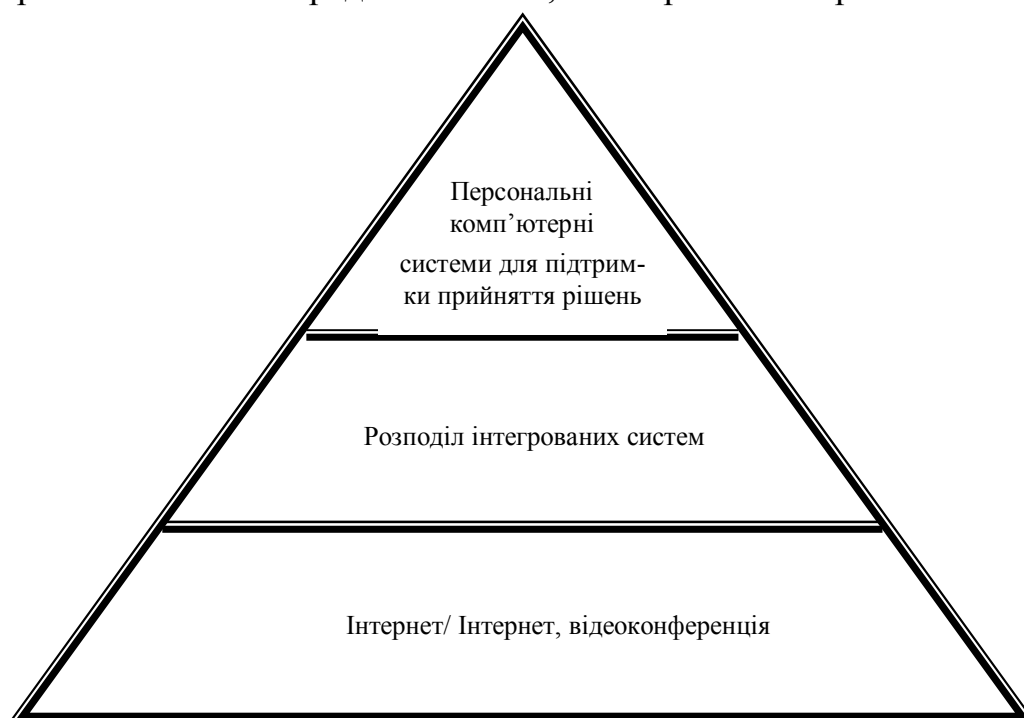 Персональні
комп’ютерні
системи для підтрим-
ки прийняття рішень
Розподіл інтегрованих систем
Інтернет/ Інтернет, відеоконференція